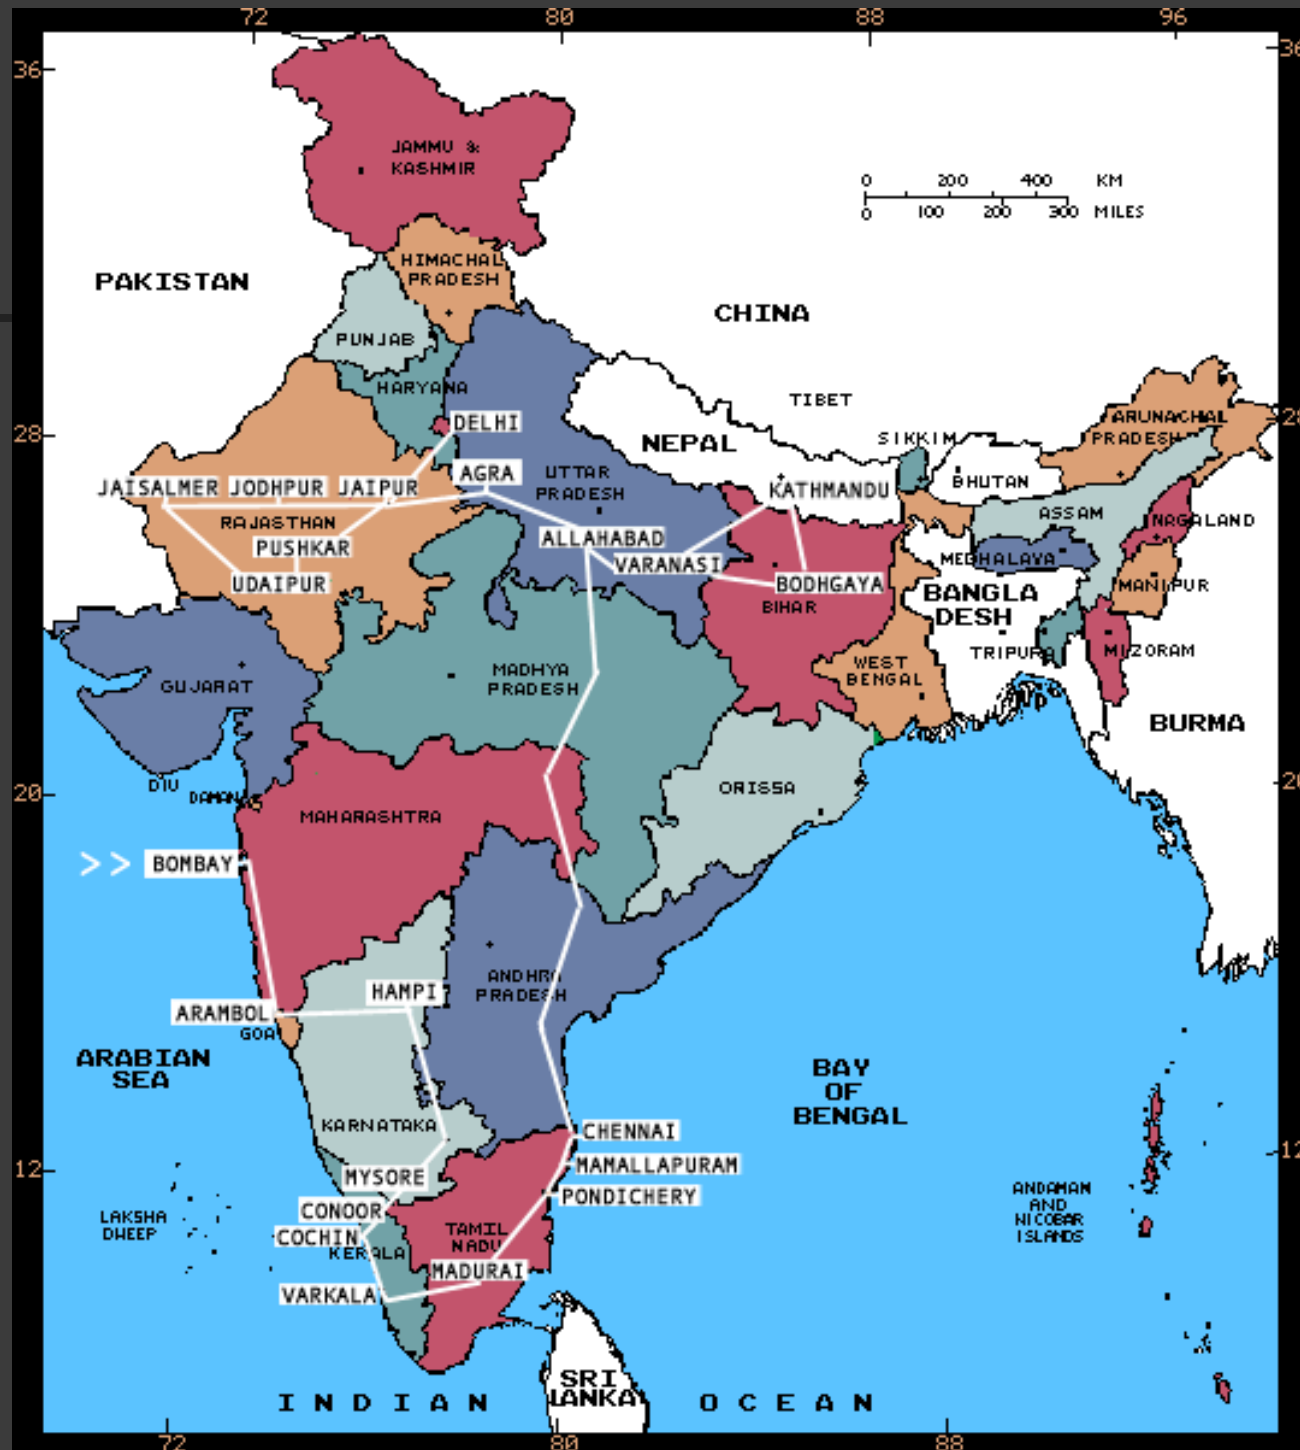 72 80 88 96
36 36
JAMMU &
KASHMIR
0 200 400 KM
0 100 200 300 MILES
HIMACHAL
PRADESH
PAKISTAN
CHINA
PUNJAB
HARYANA
TIBET
DELHI
28 28
NEPAL
SIKKIM
ARUNACHAL
PRADESH
AGRA
UTTAR
PRADESH
BHUTAN
JAISALMER JODHPUR JAIPUR
KATHMANDU
RAJASTHAN
ASSAM
NAGALAND
PUSHKAR
ALLAHABAD
VARANASI
MEGHALAYA
UDAIPUR
BODHGAYA
MANIPUR
BIHAR
BANGLA
DESH
TRIPURA
MIZORAM
WEST
BENGAL
MADHYA
PRADESH
GUJARAT
BURMA
DIU
DAMAN
20 20
ORISSA
MAHARASHTRA
>> BOMBAY
ANDHRA
PRADESH
HAMPI
ARAMBOL
GOA
ARABIAN
SEA
BAY
OF
BENGAL
KARNATAKA
CHENNAI
12 12
MAMALLAPURAM
MYSORE
PONDICHERY
CONOOR
ANDAMAN
AND
NICOBAR
ISLANDS
LAKSHA
DWEEP
COCHIN
KERALA
TAMIL
NADU
MADURAI
VARKALA
SRI
LANKA
INDIAN OCEAN
72 80 88